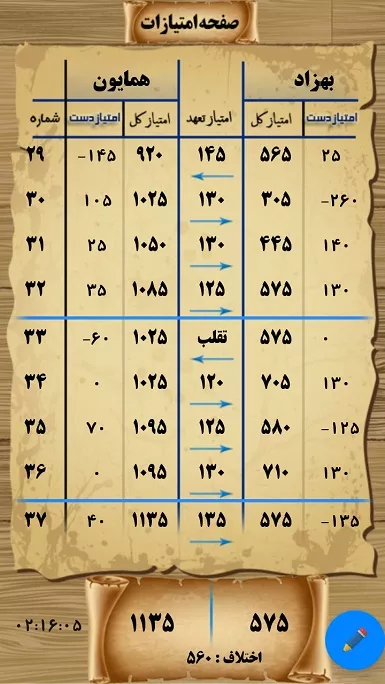 صفحه امتیازات
بهزاد همایون
امتیاز دست امتیاز کل امتیاز تعهد امتیاز کل امتیاز دست شماره
۲۵ ۵۶۵ ۱۴۵ ۹۲۰ -۱۴۵ ۲۹
-۲۶۰ ۳۰۵ ۱۳۰ ۱۰۲۵ ۱۰۵ ۳۰
۱۴۰ ۴۴۵ ۱۳۰ ۱۰۵۰ ۲۵ ۳۱
۱۳۰ ۵۷۵ ۱۲۵ ۱۰۸۵ ۳۵ ۳۲
۰ ۵۷۵ تقلب ۱۰۲۵ -۶۰ ۳۳
۱۳۰ ۷۰۵ ۱۲۰ ۱۰۲۵ ۰ ۳۴
-۱۲۵ ۵۸۰ ۱۲۵ ۱۰۹۵ ۷۰ ۳۵
۱۳۰ ۷۱۰ ۱۳۰ ۱۰۹۵ ۰ ۳۶
-۱۳۵ ۵۷۵ ۱۳۵ ۱۱۳۵ ۴۰ ۳۷
۵۷۵ ۱۱۳۵ ۰۲:۱۶:۰۵
اختلاف : ۵۶۰